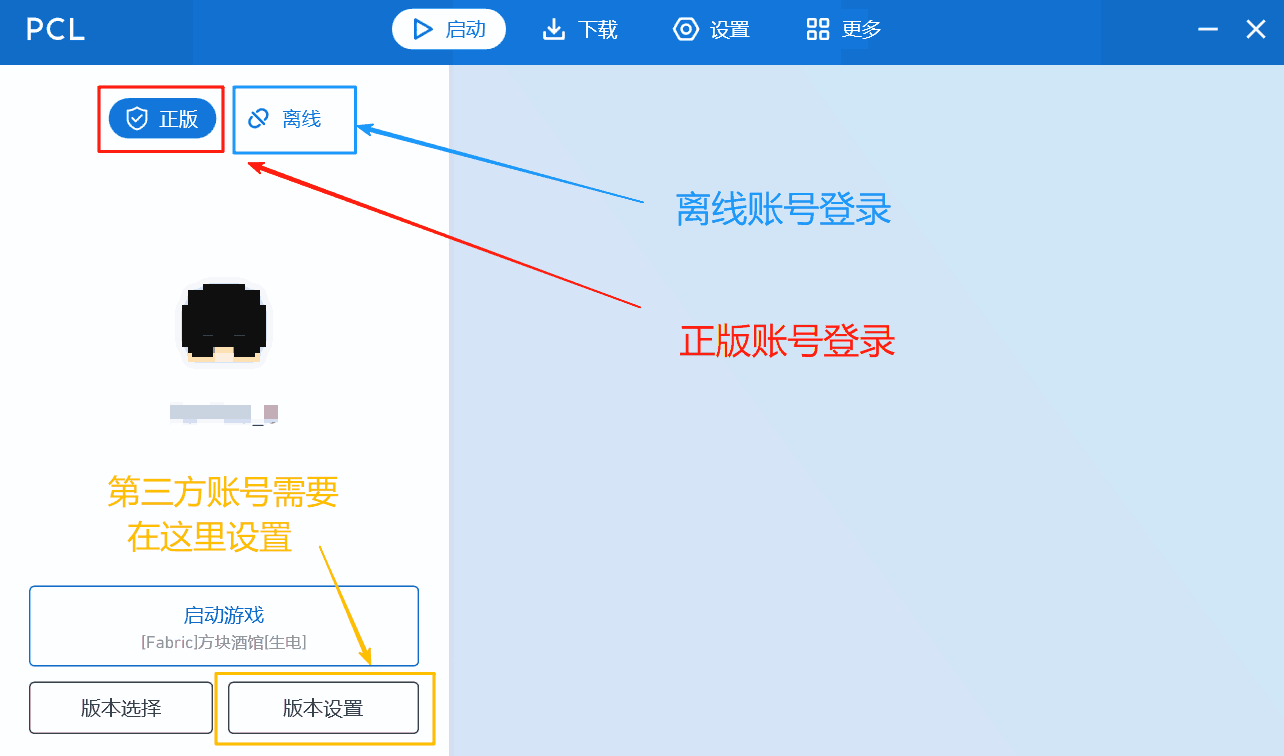 PCL
启动
下载
设置
更多
正版
离线
离线账号登录
正版账号登录
第三方账号需要
在这里设置
启动游戏
[Fabric]方块酒馆[生电]
版本选择
版本设置